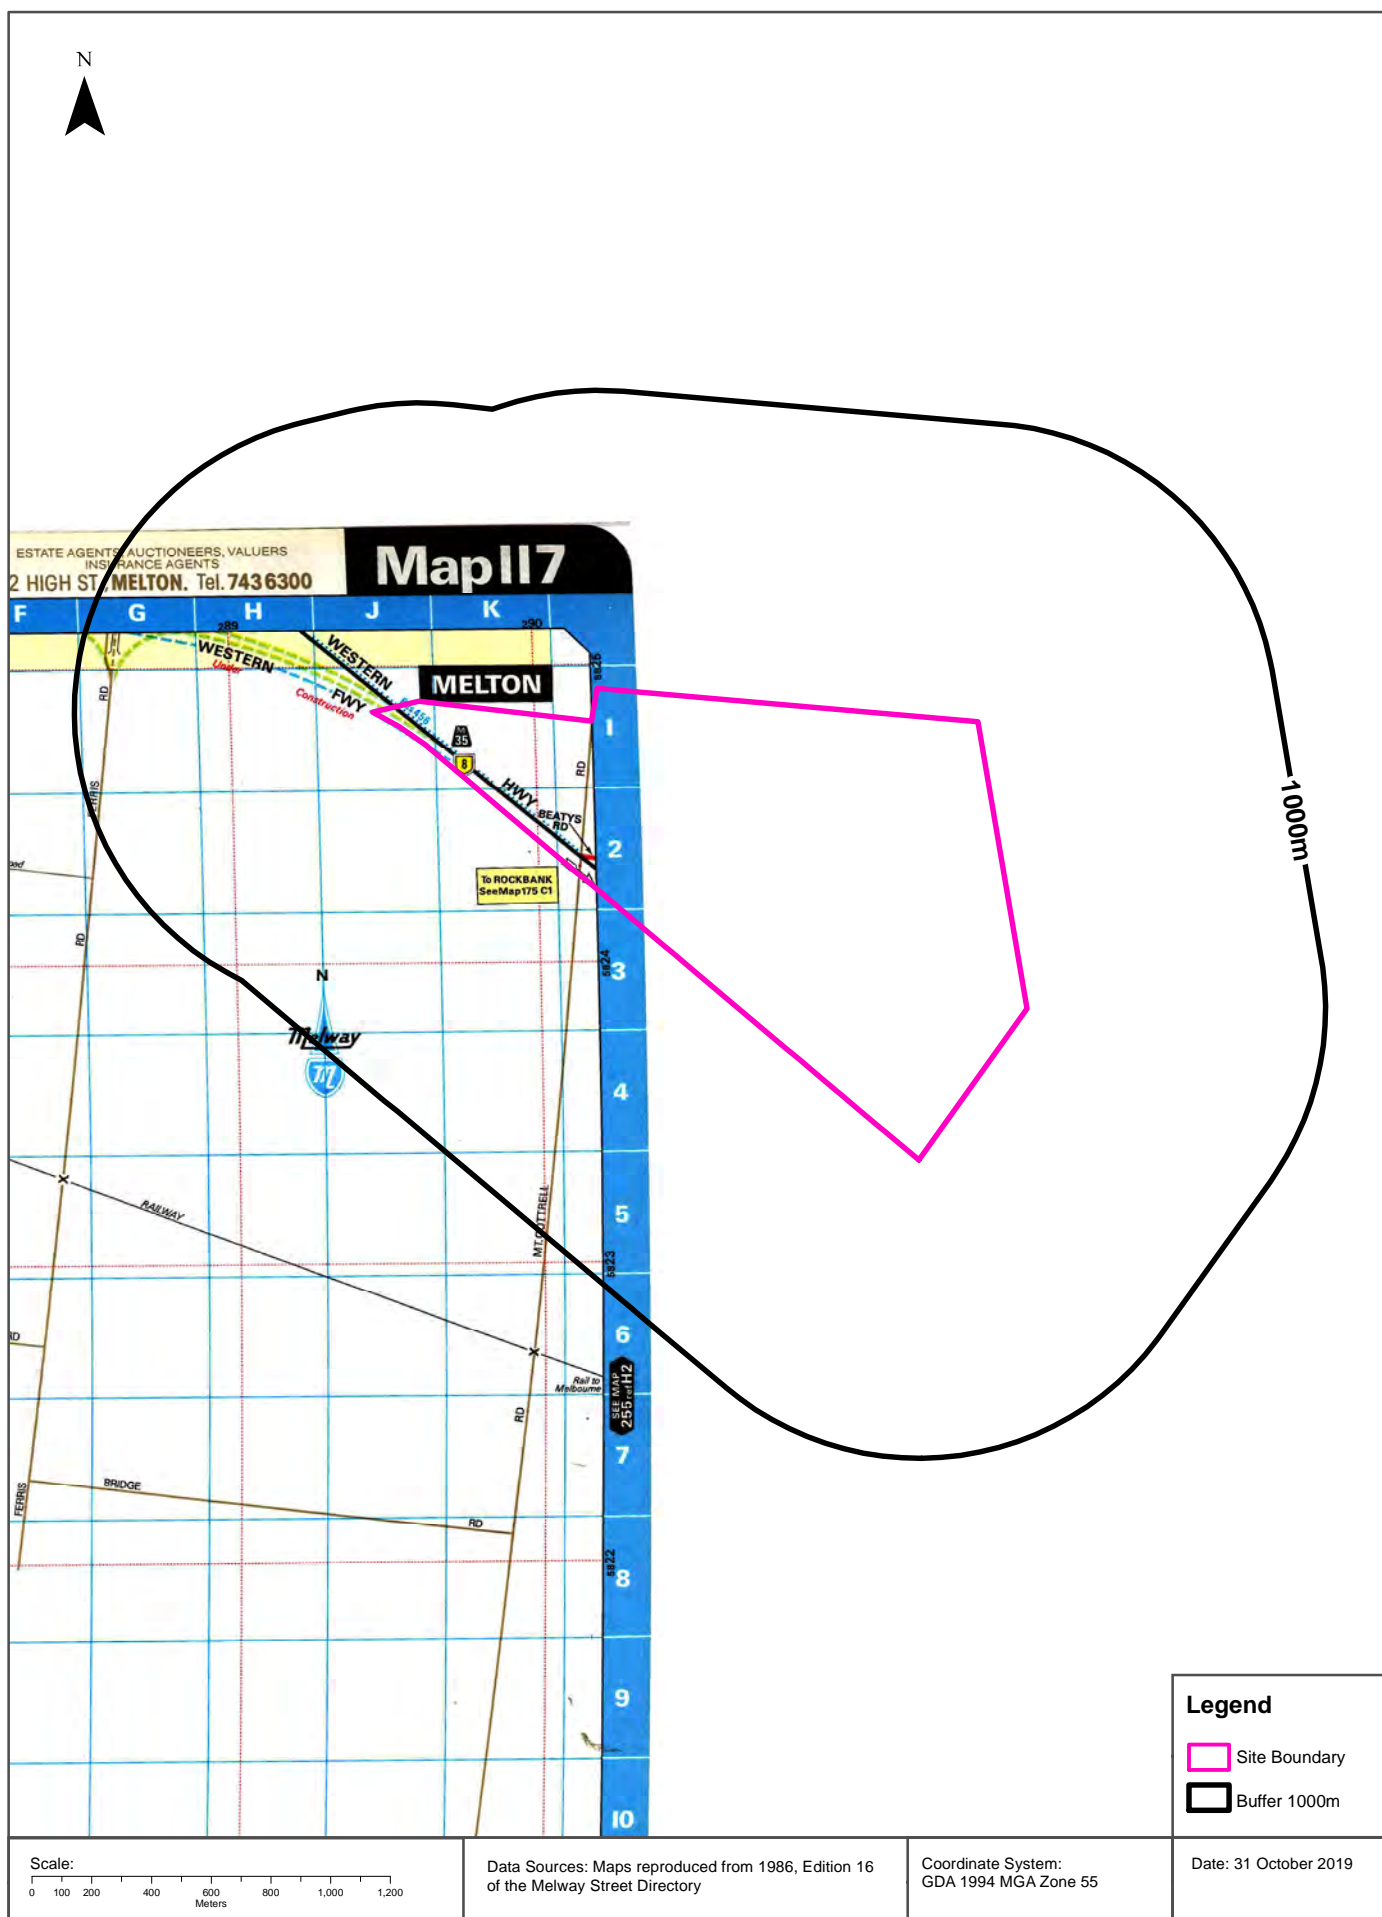 N
ESTATE AGENTS, AUCTIONEERS, VALUERS
INSURANCE AGENTS
2 HIGH ST., MELTON. Tel. 743 6300
Map 117
F G H J K
289
290
WESTERN
Under
Construction
FWY
WESTERN
MELTON
5825
1
RD
M
35
8
HWY
RD
BEATYS
RD
FERRIS
2
1000m
To ROCKBANK
See Map 175 C1
RD
3
5824
N
Melway
M
4
RAILWAY
MT. COTTRELL
5
5823
6
RD
Rail to
Melbourne
SEE MAP
255 ref H2
RD
7
FERRIS
BRIDGE
RD
5822
8
9
10
Legend
Site Boundary
Buffer 1000m
Scale:
0 100 200 400 600 800 1,000 1,200
Meters
Data Sources: Maps reproduced from 1986, Edition 16
of the Melway Street Directory
Coordinate System:
GDA 1994 MGA Zone 55
Date: 31 October 2019